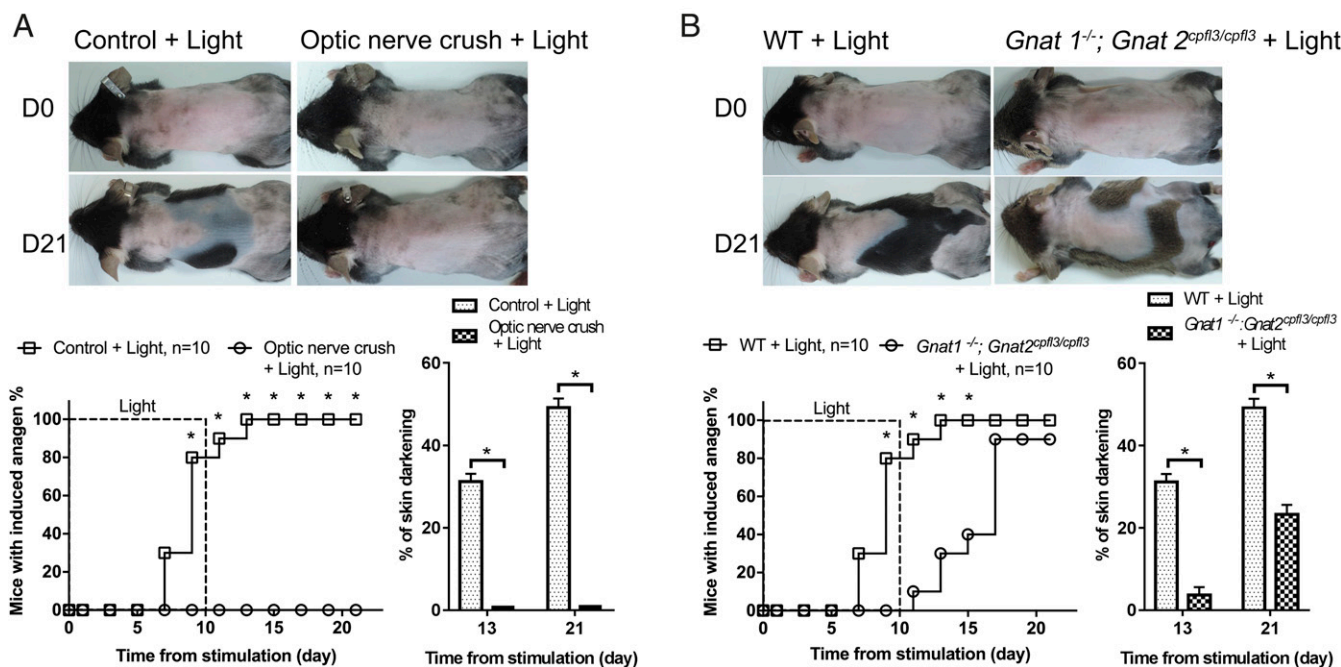 A
Control + Light
Optic nerve crush + Light
D0
D21
Control + Light
Optic nerve crush
+ Light
Control + Light, n=10
Optic nerve crush
+ Light, n=10
Mice with induced anagen %
100
80
60
40
20
0
Light
*
*
*
*
*
*
*
0
5
10
15
20
Time from stimulation (day)
% of skin darkening
60
40
20
0
*
*
13
21
Time from stimulation (day)
B
WT + Light
Gnat 1-/-; Gnat 2cpfl3/cpfl3 + Light
D0
D21
WT + Light
Gnat1 -/-:Gnat2cpfl3/cpfl3
+ Light
WT + Light, n=10
Gnat1-/-; Gnat2cpfl3/cpfl3
+ Light, n=10
Mice with induced anagen %
100
80
60
40
20
0
Light
*
*
*
*
0
5
10
15
20
Time from stimulation (day)
% of skin darkening
60
40
20
0
*
*
13
21
Time from stimulation (day)